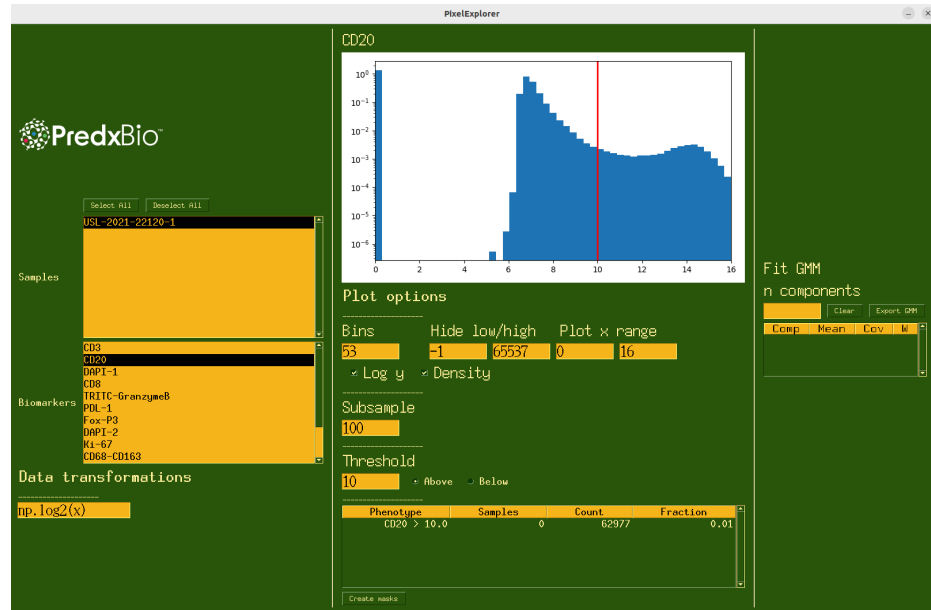 PixelExplorer
PredxBio™
Select All Deselect All
Samples
USL-2021-22120-1
Biomarkers
CD3
CD20
DAPI-1
CD8
TRITC-GranzymeB
PDL-1
Fox-P3
DAPI-2
Ki-67
CD68-CD163
Data transformations
--------------------
np.log2(x)
CD20
10⁰
10⁻¹
10⁻²
10⁻³
10⁻⁴
10⁻⁵
10⁻⁶
0 2 4 6 8 10 12 14 16
Plot options
--------------------
Bins Hide low/high Plot x range
53 -1 65537 0 16
Log y Density
--------------------
Subsample
100
--------------------
Threshold
10 Above Below
--------------------
Phenotype Samples Count Fraction
CD20 > 10.0 0 62977 0.01
Create masks
Fit GMM
n components
Clear Export GMM
Comp Mean Cov W